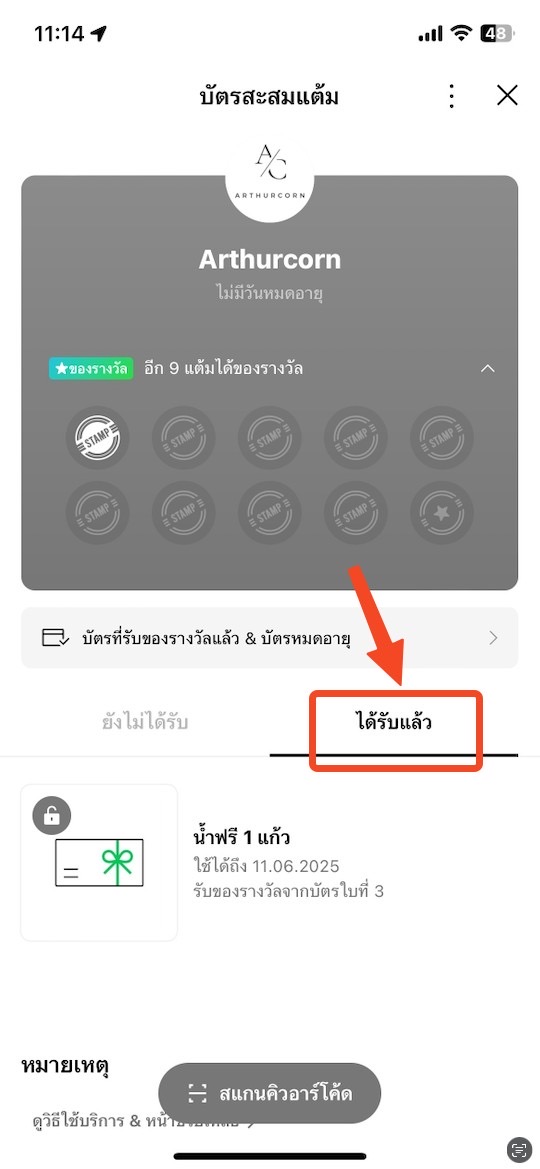 11:14
48
บัตรสะสมแต้ม
A/C
ARTHURCORN
Arthurcorn
ไม่มีวันหมดอายุ
ของรางวัล อีก 9 แต้มได้ของรางวัล
STAMP STAMP STAMP STAMP STAMP
STAMP STAMP STAMP STAMP
บัตรที่รับของรางวัลแล้ว & บัตรหมดอายุ
ยังไม่ได้รับ ได้รับแล้ว
น้ำฟรี 1 แก้ว
ใช้ได้ถึง 11.06.2025
รับของรางวัลจากบัตรใบที่ 3
หมายเหตุ
สแกนคิวอาร์โค้ด
ดูวิธีใช้บริการ &